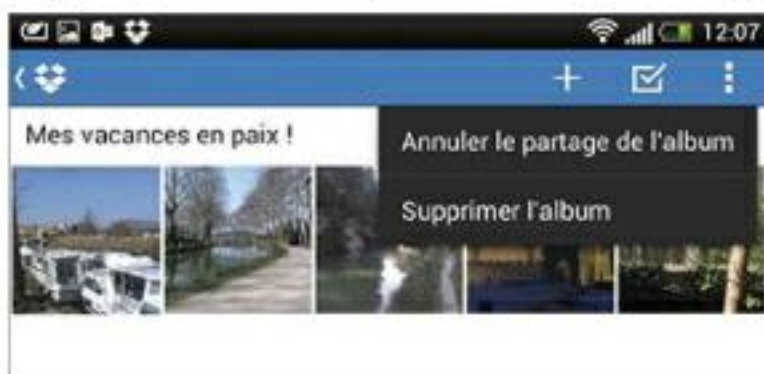 12:07
Mes vacances en paix !
Annuler le partage de l'album
Supprimer l'album